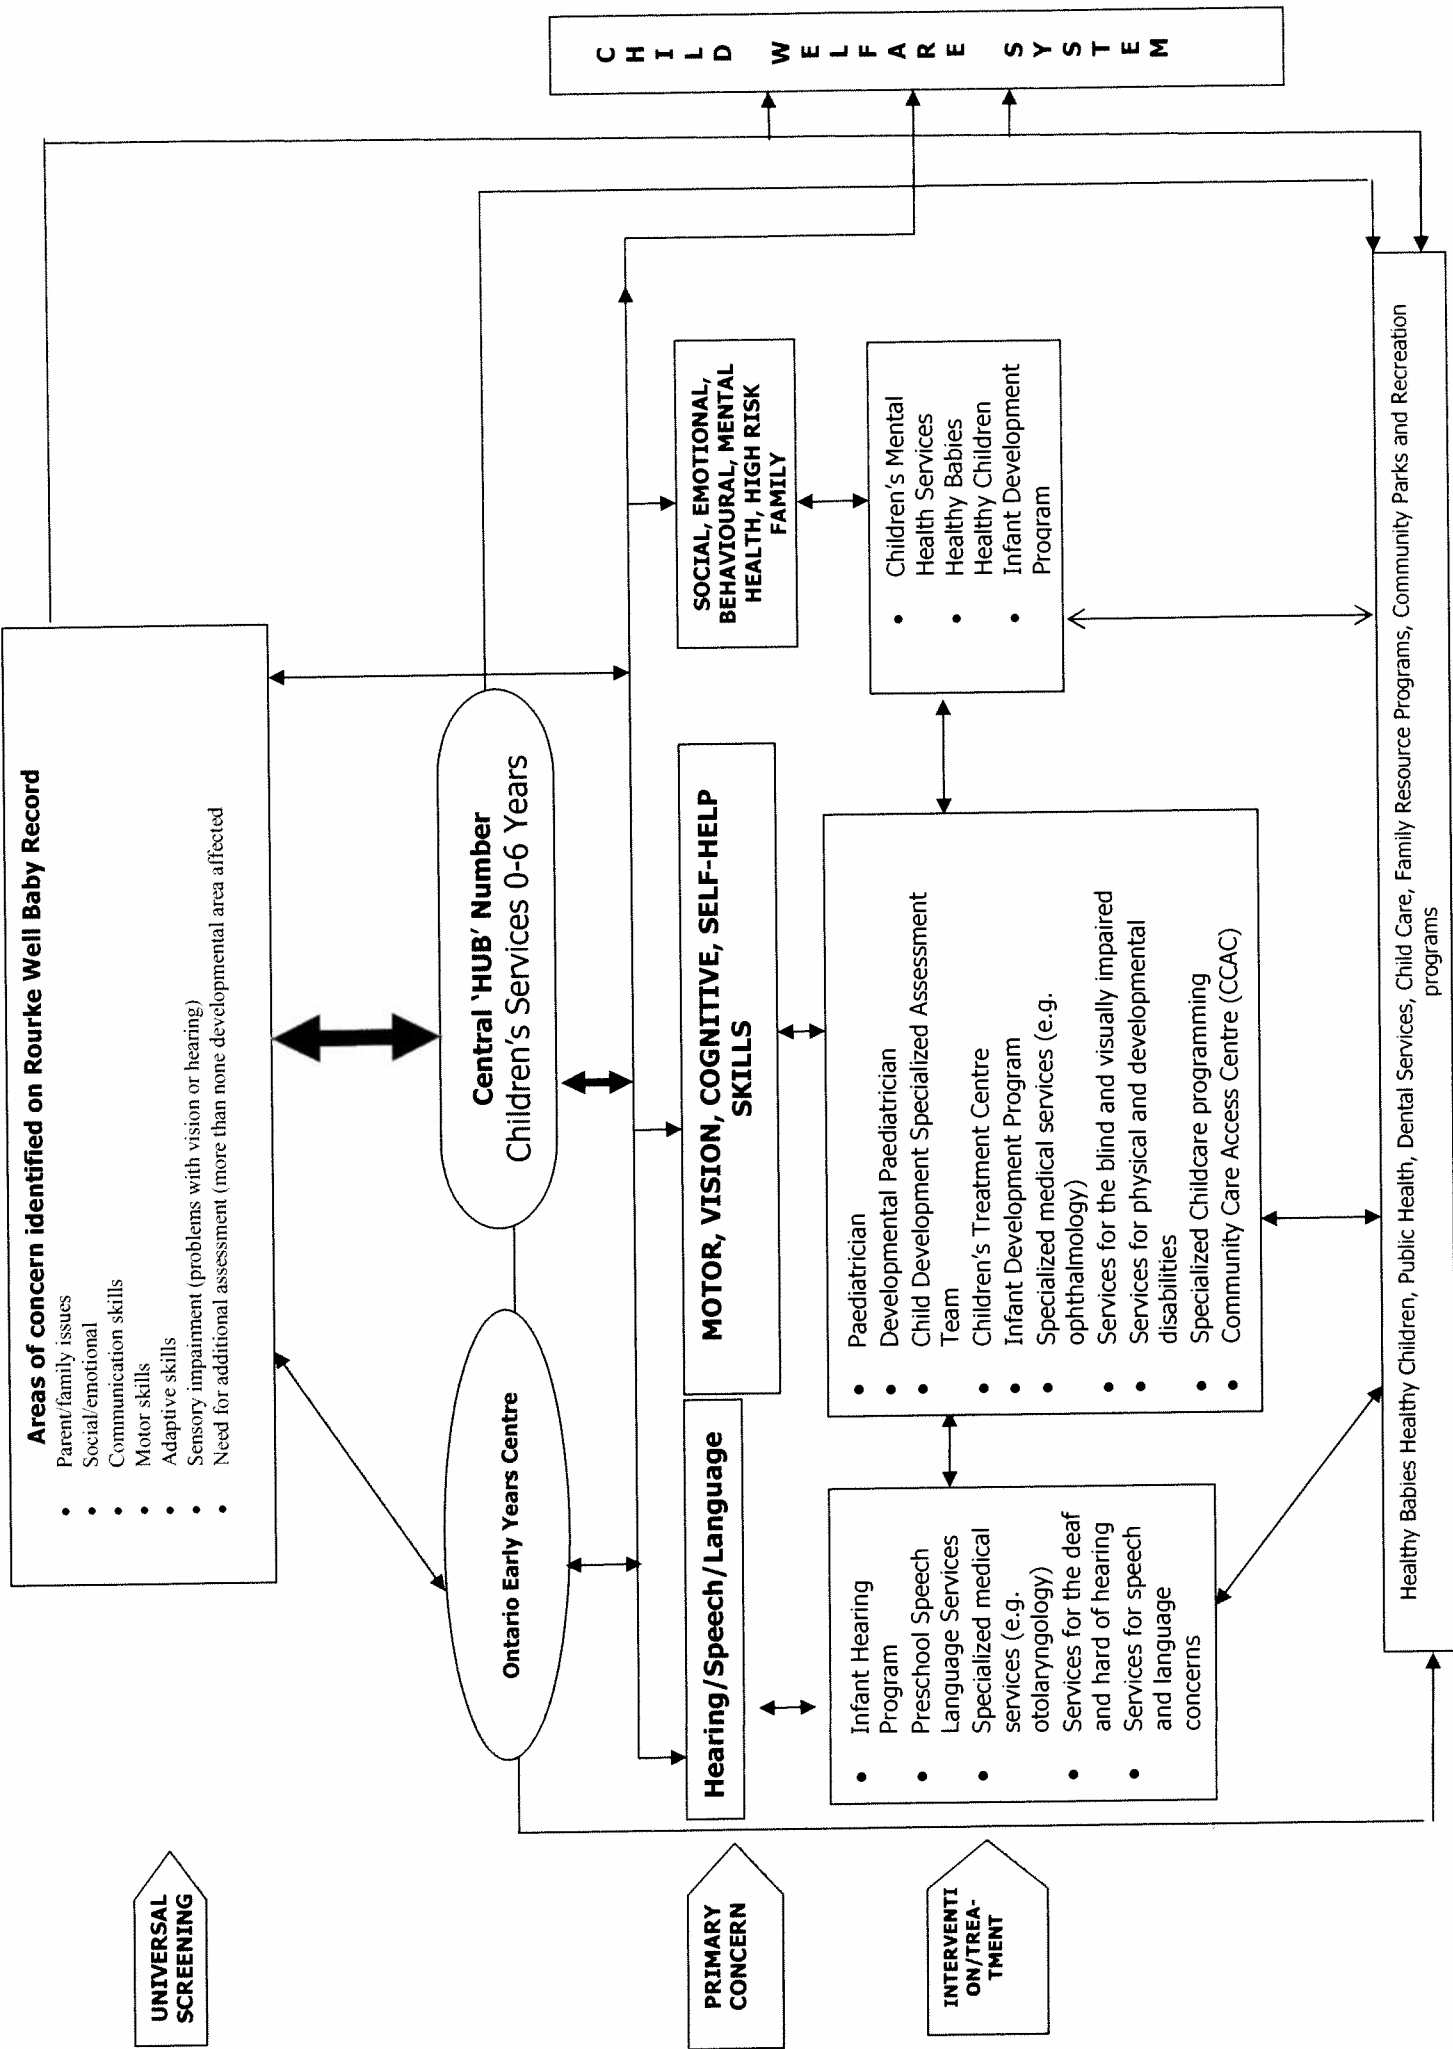 UNIVERSAL
SCREENING
Areas of concern identified on Rourke Well Baby Record
• Parent/family issues
• Social/emotional
• Communication skills
• Motor skills
• Adaptive skills
• Sensory impairment (problems with vision or hearing)
• Need for additional assessment (more than none developmental area affected
Ontario Early Years Centre
Central 'HUB' Number
Children's Services 0-6 Years
PRIMARY
CONCERN
Hearing/Speech/Language
MOTOR, VISION, COGNITIVE, SELF-HELP
SKILLS
SOCIAL, EMOTIONAL,
BEHAVIOURAL, MENTAL
HEALTH, HIGH RISK
FAMILY
INTERVENTI
ON/TREA-
TMENT
• Infant Hearing
Program
• Preschool Speech
Language Services
• Specialized medical
services (e.g.
otolaryngology)
• Services for the deaf
and hard of hearing
• Services for speech
and language
concerns
• Paediatrician
• Developmental Paediatrician
• Child Development Specialized Assessment
Team
• Children's Treatment Centre
• Infant Development Program
• Specialized medical services (e.g.
ophthalmology)
• Services for the blind and visually impaired
• Services for physical and developmental
disabilities
• Specialized Childcare programming
• Community Care Access Centre (CCAC)
• Children's Mental
Health Services
• Healthy Babies
Healthy Children
• Infant Development
Program
Healthy Babies Healthy Children, Public Health, Dental Services, Child Care, Family Resource Programs, Community Parks and Recreation
programs
C
H
I
L
D
W
E
L
F
A
R
E
S
Y
S
T
E
M